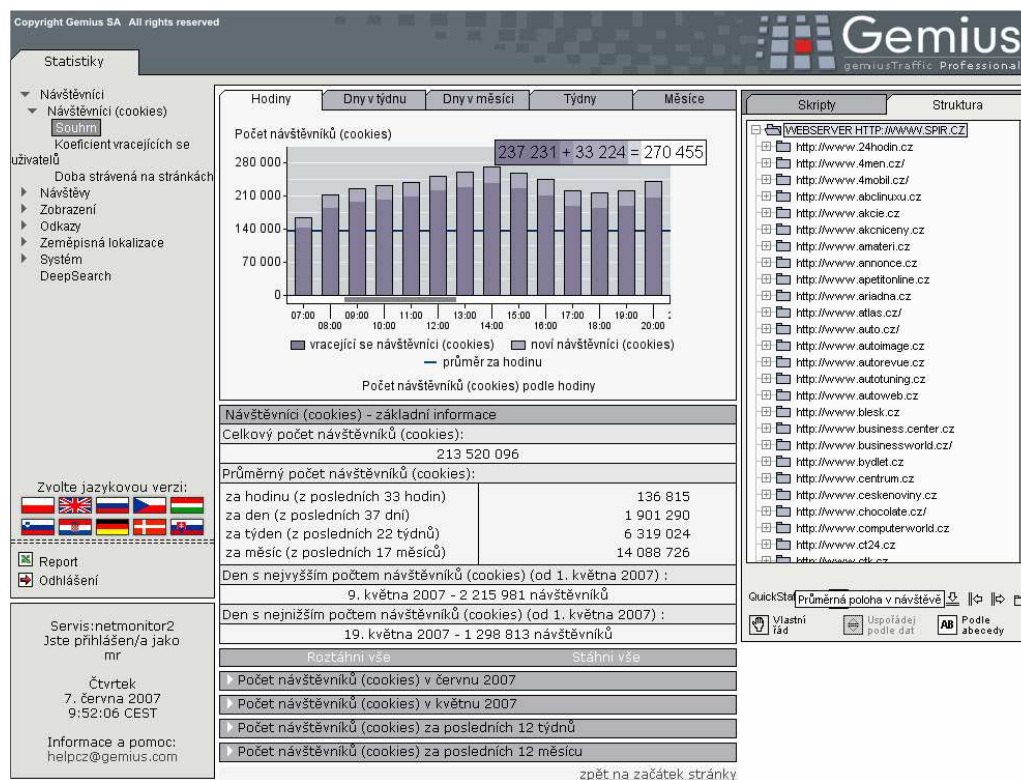 Copyright Gemius SA All rights reserved
Gemius
gemiusTraffic Professional
Statistiky
Návštěvníci
Návštěvníci (cookies)
Souhrn
Koeficient vracejících se
uživatelů
Doba strávená na stránkách
Návštěvy
Zobrazení
Odkazy
Zeměpisná lokalizace
Systém
DeepSearch
Zvolte jazykovou verzi:
Report
Odhlášení
Servis:netmonitor2
Jste přihlášen/a jako
mr
Čtvrtek
7. června 2007
9:52:06 CEST
Informace a pomoc:
helpcz@gemius.com
Hodiny
Dny v týdnu
Dny v měsíci
Týdny
Měsíce
Počet návštěvníků (cookies)
237 231 + 33 224 = 270 455
280 000
210 000
140 000
70 000
0
07:00 09:00 11:00 13:00 15:00 17:00 19:00
08:00 10:00 12:00 14:00 16:00 18:00 20:00
vracející se návštěvníci (cookies) noví návštěvníci (cookies)
průměr za hodinu
Počet návštěvníků (cookies) podle hodiny
Návštěvníci (cookies) - základní informace
Celkový počet návštěvníků (cookies):
213 520 096
Průměrný počet návštěvníků (cookies):
za hodinu (z posledních 33 hodin) 136 815
za den (z posledních 37 dní) 1 901 290
za týden (z posledních 22 týdnů) 6 319 024
za měsíc (z posledních 17 měsíců) 14 088 726
Den s nejvyšším počtem návštěvníků (cookies) (od 1. května 2007) :
9. května 2007 - 2 215 981 návštěvníků
Den s nejnižším počtem návštěvníků (cookies) (od 1. května 2007) :
19. května 2007 - 1 298 813 návštěvníků
Roztáhni vše Stáhni vše
Počet návštěvníků (cookies) v červnu 2007
Počet návštěvníků (cookies) v květnu 2007
Počet návštěvníků (cookies) za posledních 12 týdnů
Počet návštěvníků (cookies) za posledních 12 měsícu
zpět na začátek stránky
Skripty
Struktura
WEBSERVER HTTP://WWW.SPIR.CZ
http://www.24hodin.cz
http://www.4men.cz/
http://www.4mobil.cz/
http://www.abclinuxu.cz
http://www.akcie.cz
http://www.akcniceny.cz
http://www.amateri.cz
http://www.annonce.cz
http://www.apetitonline.cz
http://www.ariadna.cz
http://www.atlas.cz/
http://www.auto.cz/
http://www.autoimage.cz
http://www.autorevue.cz
http://www.autotuning.cz
http://www.autoweb.cz
http://www.blesk.cz
http://www.business.center.cz
http://www.businessworld.cz/
http://www.bydlet.cz
http://www.centrum.cz
http://www.ceskenoviny.cz
http://www.chocolate.cz/
http://www.computerworld.cz
http://www.ct24.cz
http://www.ctk.cz
QuickStat
Průměrná poloha v návštěvě
Vlastní
řád
Uspořádej
podle dat
AB
Podle
abecedy